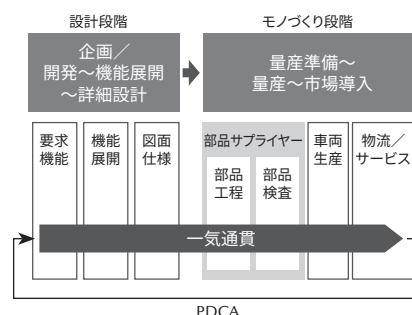 設計段階
モノづくり段階
企画／
開発～機能展開
～詳細設計
量産準備～
量産～市場導入
要求
機能
機能
展開
図面
仕様
部品サプライヤー
部品
工程
部品
検査
車両
生産
物流／
サービス
一気通貫
PDCA